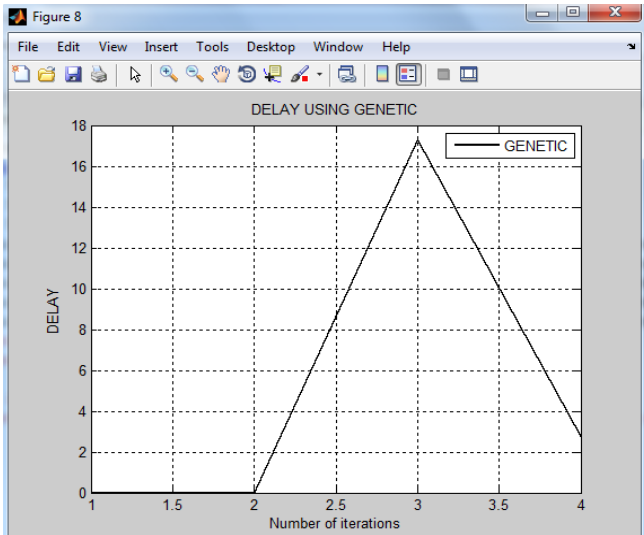 Figure 8
File Edit View Insert Tools Desktop Window Help
DELAY USING GENETIC
GENETIC
18
16
14
12
10
8
6
4
2
0
DELAY
1 1.5 2 2.5 3 3.5 4
Number of iterations